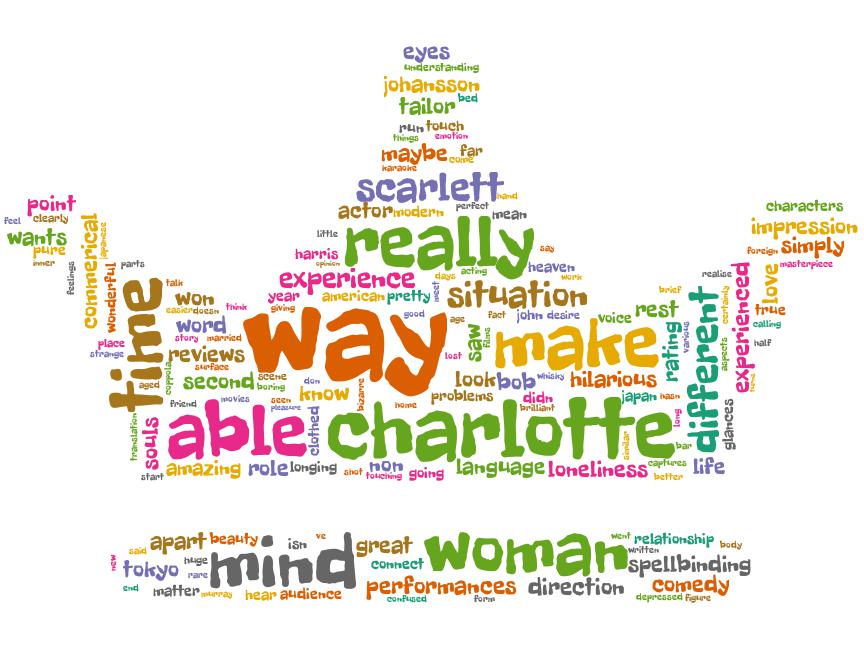 eyes
understanding
johansson
tailor bed
run touch
things emotion
maybe far
come
karaoke
scarlett
hand
actor modern perfect mean
little really say
harris
opinion
experience days acting heaven
work
year american pretty meet situation
giving good age fact john desire
way lost saw films make
voice rest brief
rating various
point
feel clearly
wants
pure
inner
feelings
commerical
japanese
wonderful
parts
time talk
won
easier doesn think
word
story married
place
strange reviews
surface
aged coppola second scene
boring
don know bizarre
friend movies seen
pleasure
home
look bob whisky hilarious
problems didn
brilliant japan hasn
translation souls able clothed charlotte similar long
bar
start amazing role longing shot non
touching going language loneliness captures
better life
different
realise
certainly
aspects
experienced
glances
love
true
calling
half
characters
impression
foreign simply
masterpiece
said apart beauty isn ve great woman went relationship body
written
new tokyo huge
rare mind connect spellbinding
end matter murray hear audience performances
confused form direction comedy
depressed figure